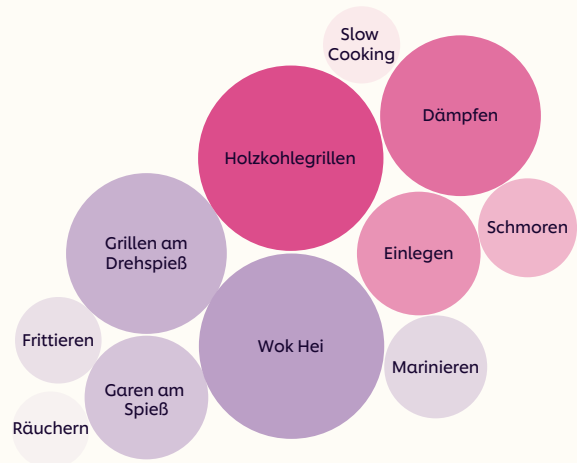 Slow
Cooking
Dämpfen
Holzkohlegrillen
Schmoren
Grillen am
Drehspieß
Einlegen
Frittieren
Wok Hei
Marinieren
Garen am
Spieß
Räuchern